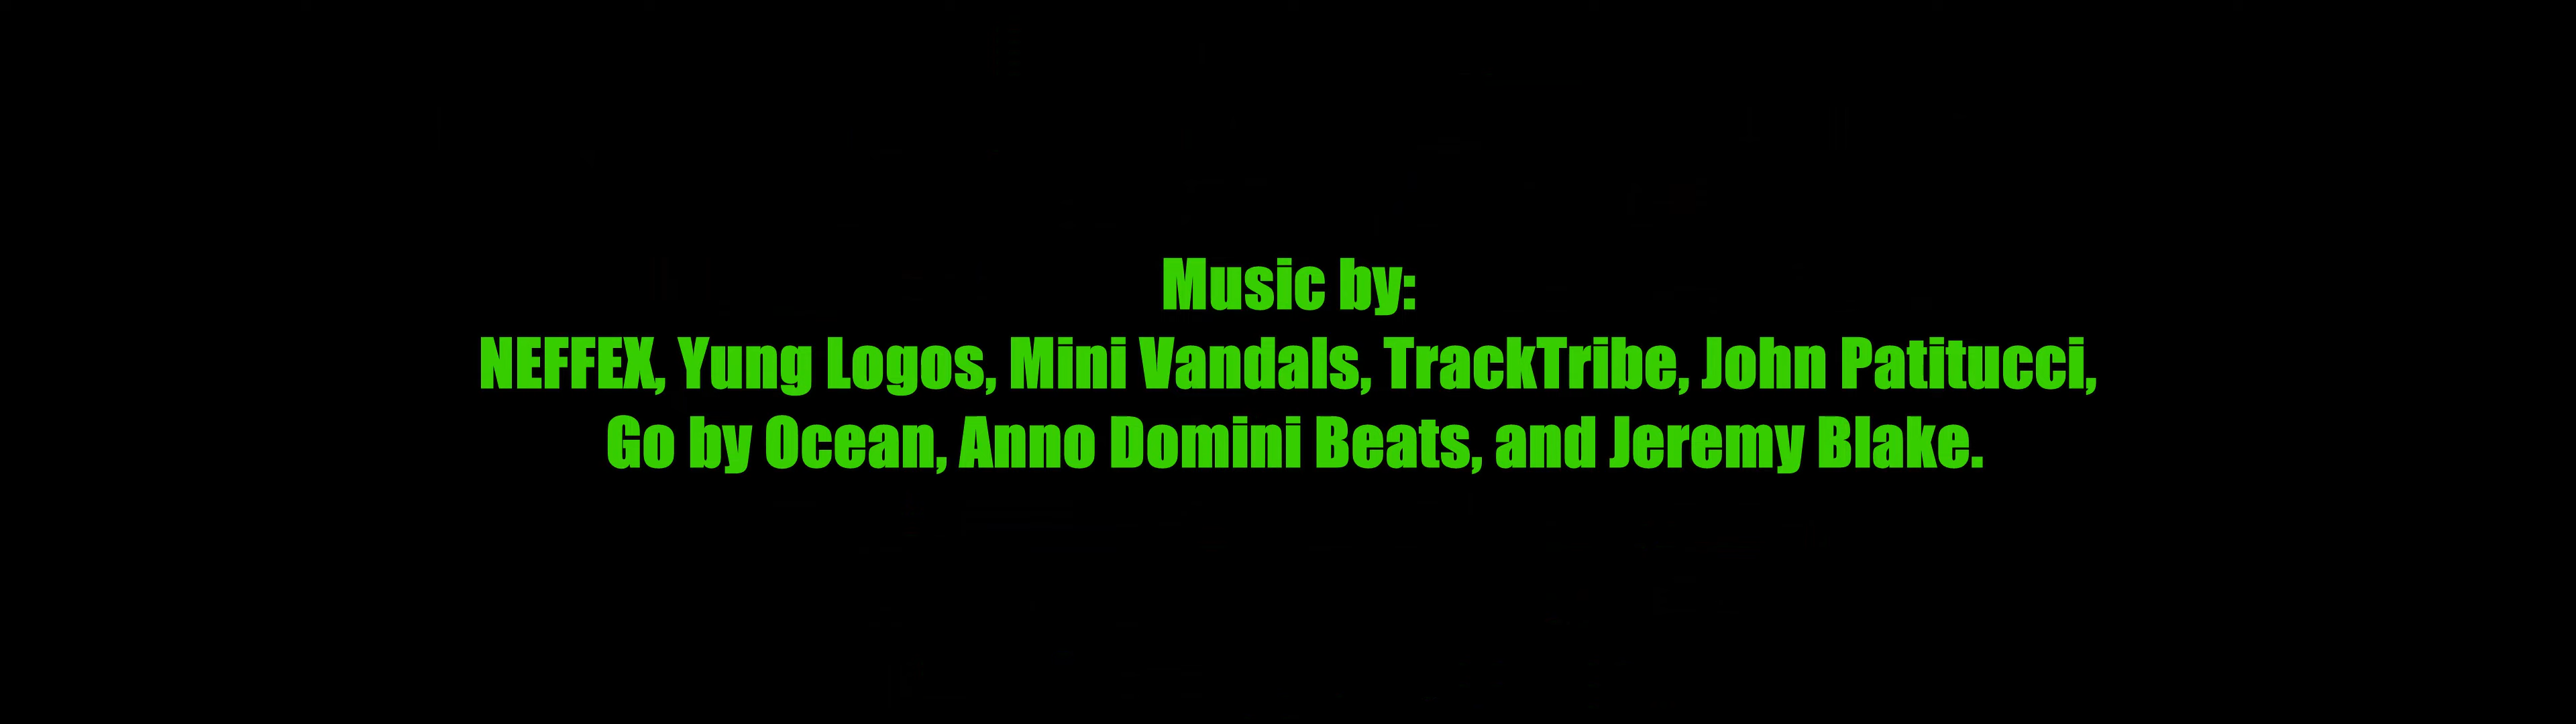 Music by:
NEFFEX, Yung Logos, Mini Vandals, TrackTribe, John Patitucci,
Go by Ocean, Anno Domini Beats, and Jeremy Blake.